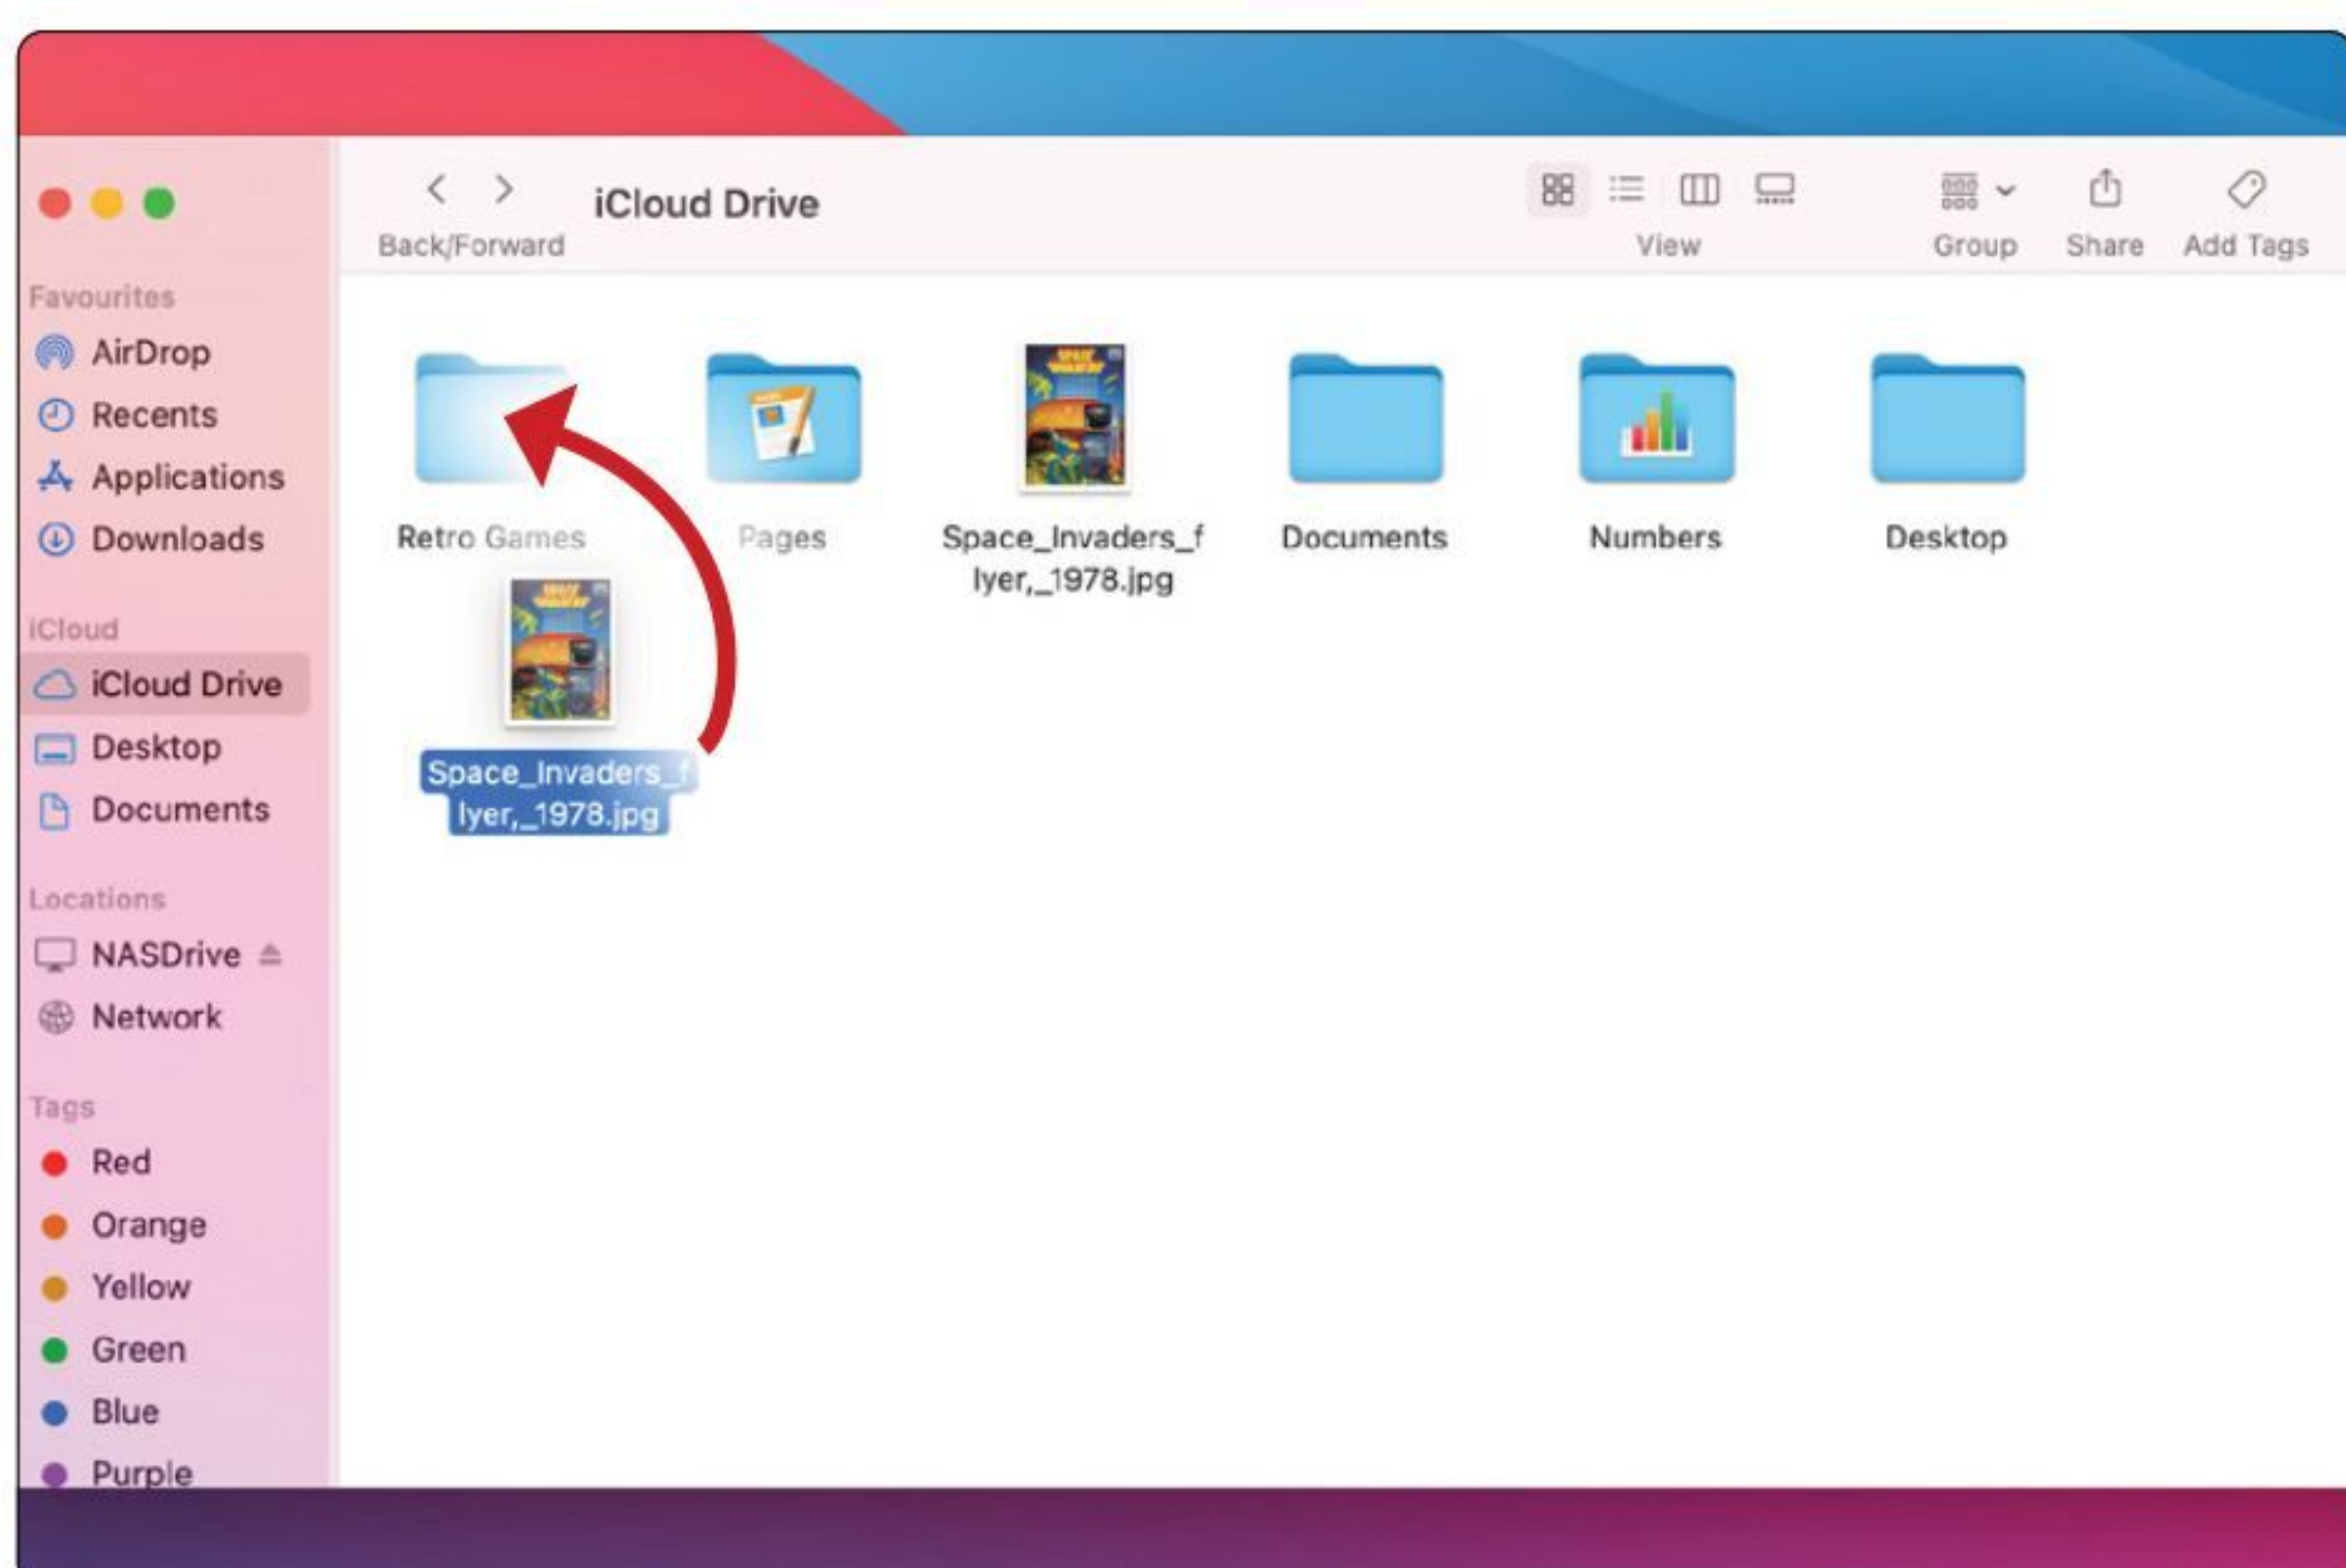 iCloud Drive
Back/Forward
View
Group
Share
Add Tags
Favourites
AirDrop
Recents
Applications
Downloads
iCloud
iCloud Drive
Desktop
Documents
Locations
NASDrive
Network
Tags
Red
Orange
Yellow
Green
Blue
Purple
Retro Games
Pages
Space_Invaders_f
lyer,_1978.jpg
Documents
Numbers
Desktop
Space_Invaders_f
lyer,_1978.jpg